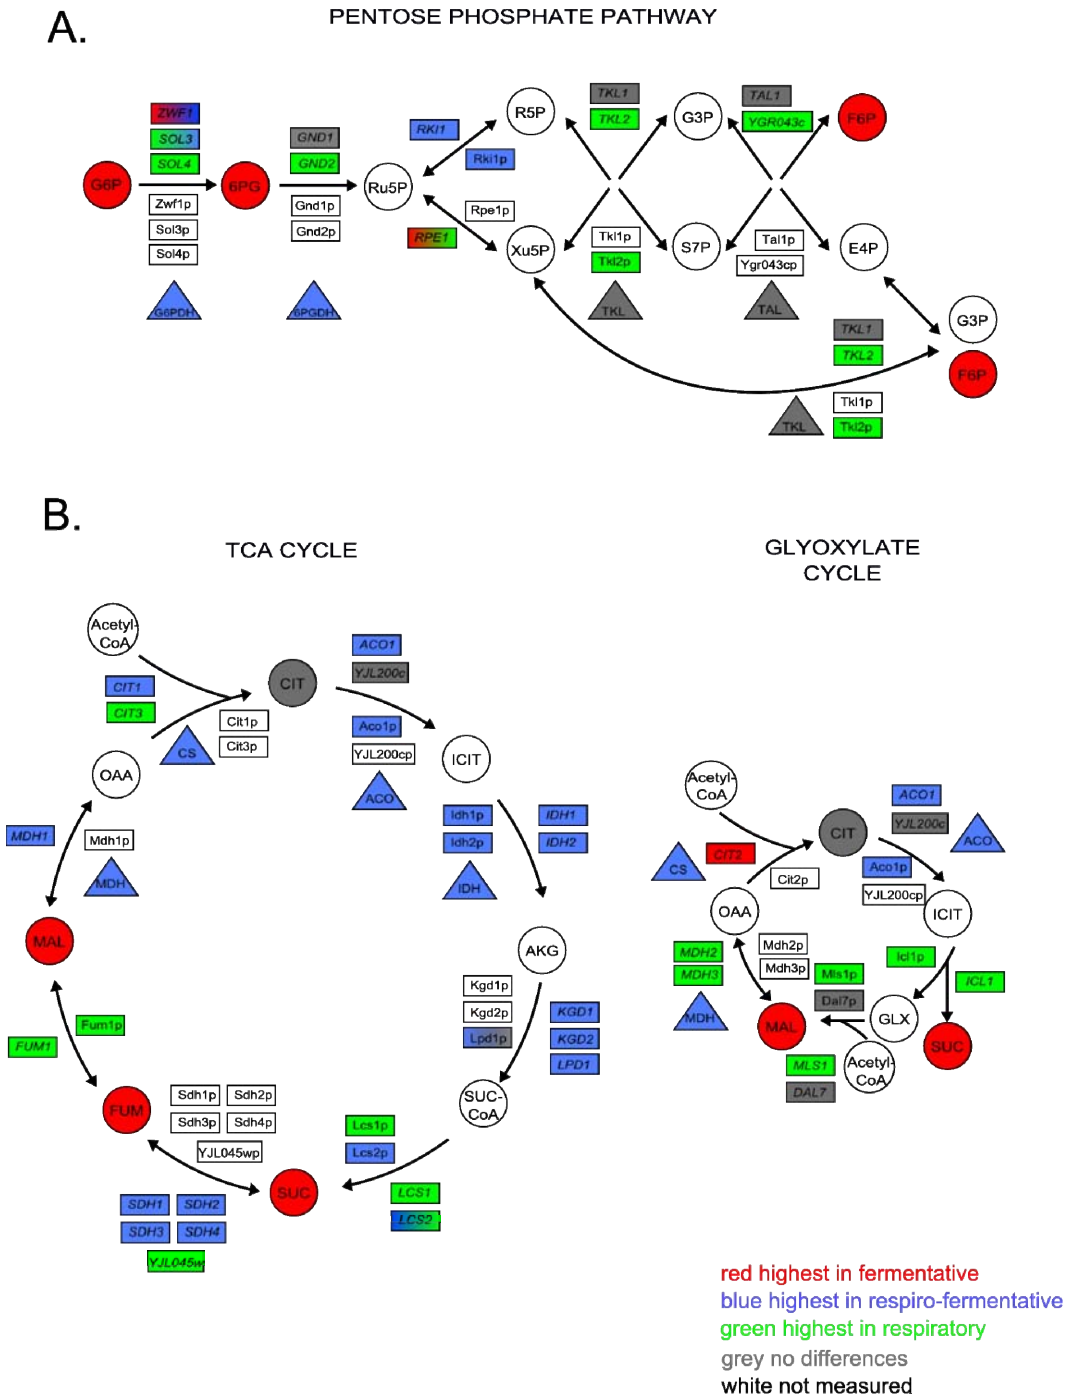 A.
PENTOSE PHOSPHATE PATHWAY
ZWF1
SOL3
SOL4
G6P
6PG
Zwf1p
Sol3p
Sol4p
G6PDH
GND1
GND2
Gnd1p
Gnd2p
6PGDH
Ru5P
RKI1
Rki1p
Rpe1p
RPE1
R5P
Xu5P
TKL1
TKL2
Tkl1p
Tkl2p
TKL
G3P
S7P
TAL1
YGR043c
Tal1p
Ygr043cp
TAL
F6P
E4P
G3P
F6P
TKL1
TKL2
Tkl1p
Tkl2p
TKL
B.
TCA CYCLE
Acetyl-
CoA
CIT1
CIT3
Cit1p
Cit3p
CS
OAA
CIT
ACO1
YJL200c
Aco1p
YJL200cp
ACO
ICIT
Idh1p
Idh2p
IDH
IDH1
IDH2
AKG
Kgd1p
Kgd2p
Lpd1p
KGD1
KGD2
LPD1
SUC-
CoA
Lcs1p
Lcs2p
LCS1
LCS2
SUC
Sdh1p Sdh2p
Sdh3p Sdh4p
YJL045wp
SDH1 SDH2
SDH3 SDH4
YJL045w
FUM
Fum1p
FUM1
MAL
MDH1
Mdh1p
MDH
GLYOXYLATE
CYCLE
Acetyl-
CoA
CS
CIT2
Cit2p
OAA
CIT
ACO1
YJL200c
ACO
Aco1p
YJL200cp
ICIT
Icl1p
ICL1
GLX
SUC
Mls1p
Dal7p
Acetyl-
CoA
MLS1
DAL7
MAL
Mdh2p
Mdh3p
MDH2
MDH3
MDH
red highest in fermentative
blue highest in respiro-fermentative
green highest in respiratory
grey no differences
white not measured